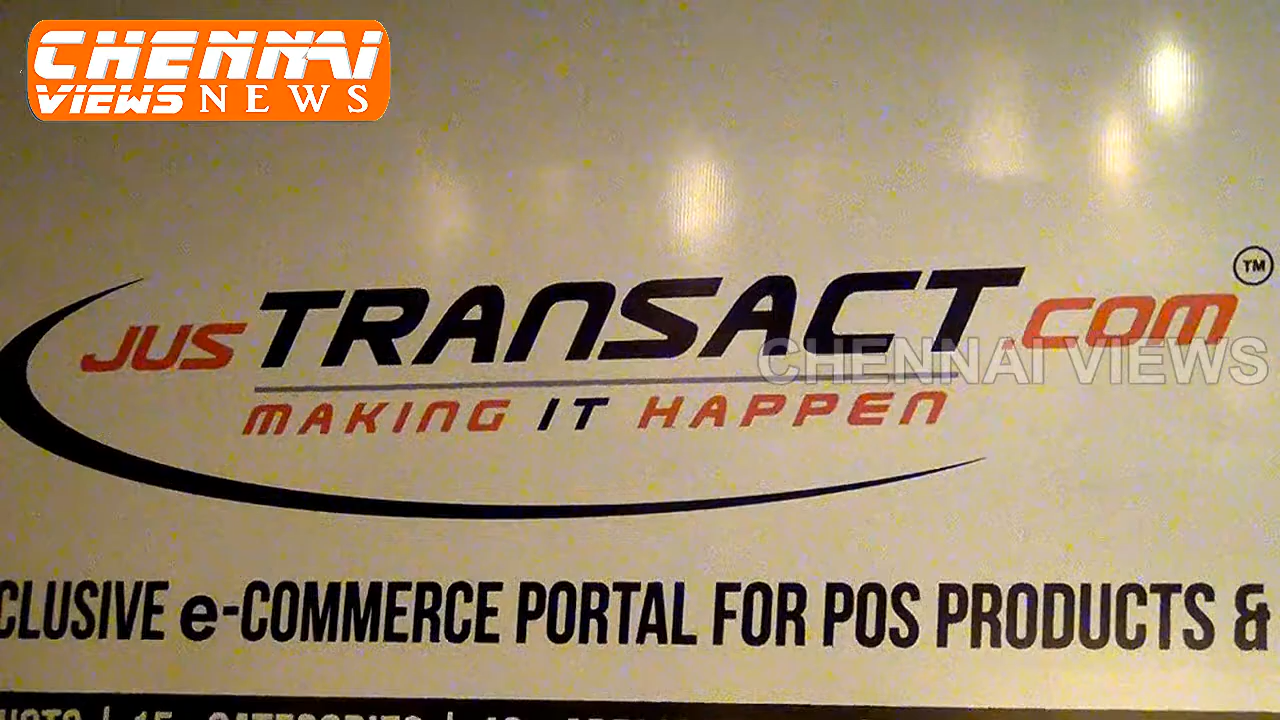 CHENNAI
VIEWS NEWS
TM
JUSTRANSACT.COM
CHENNAI VIEWS
MAKING IT HAPPEN
CLUSIVE e-COMMERCE PORTAL FOR POS PRODUCTS &